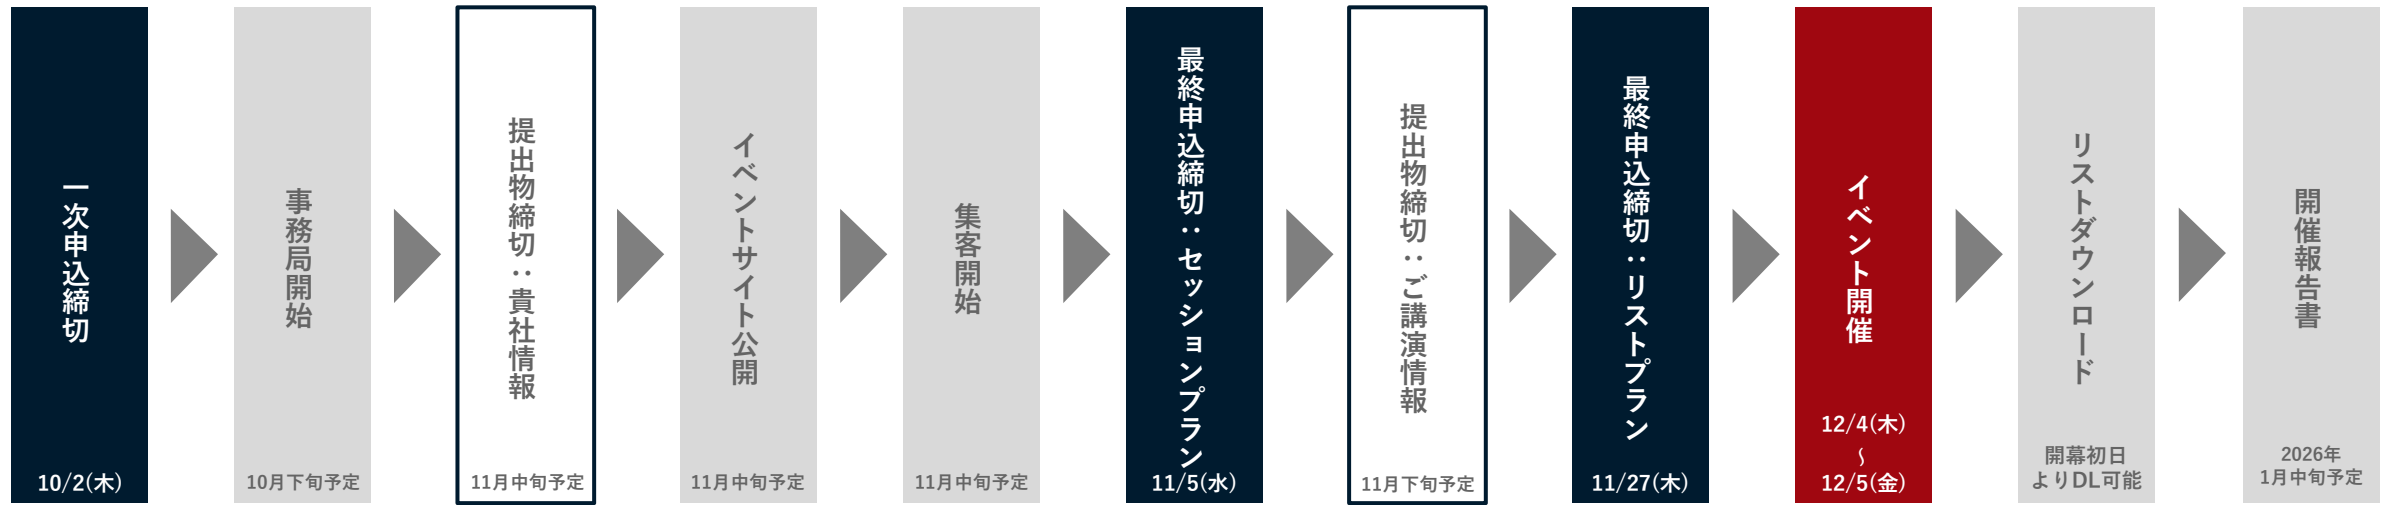 一次申込締切
10/2(木)
事務局開始
10月下旬予定
提出物締切：貴社情報
11月中旬予定
イベントサイト公開
11月中旬予定
集客開始
11月中旬予定
最終申込締切：セッションプラン
11/5(水)
提出物締切：ご講演情報
11月下旬予定
最終申込締切：リストプラン
11/27(木)
イベント開催
12/4(木)
～
12/5(金)
リストダウンロード
開幕初日
よりDL可能
開催報告書
2026年
1月中旬予定